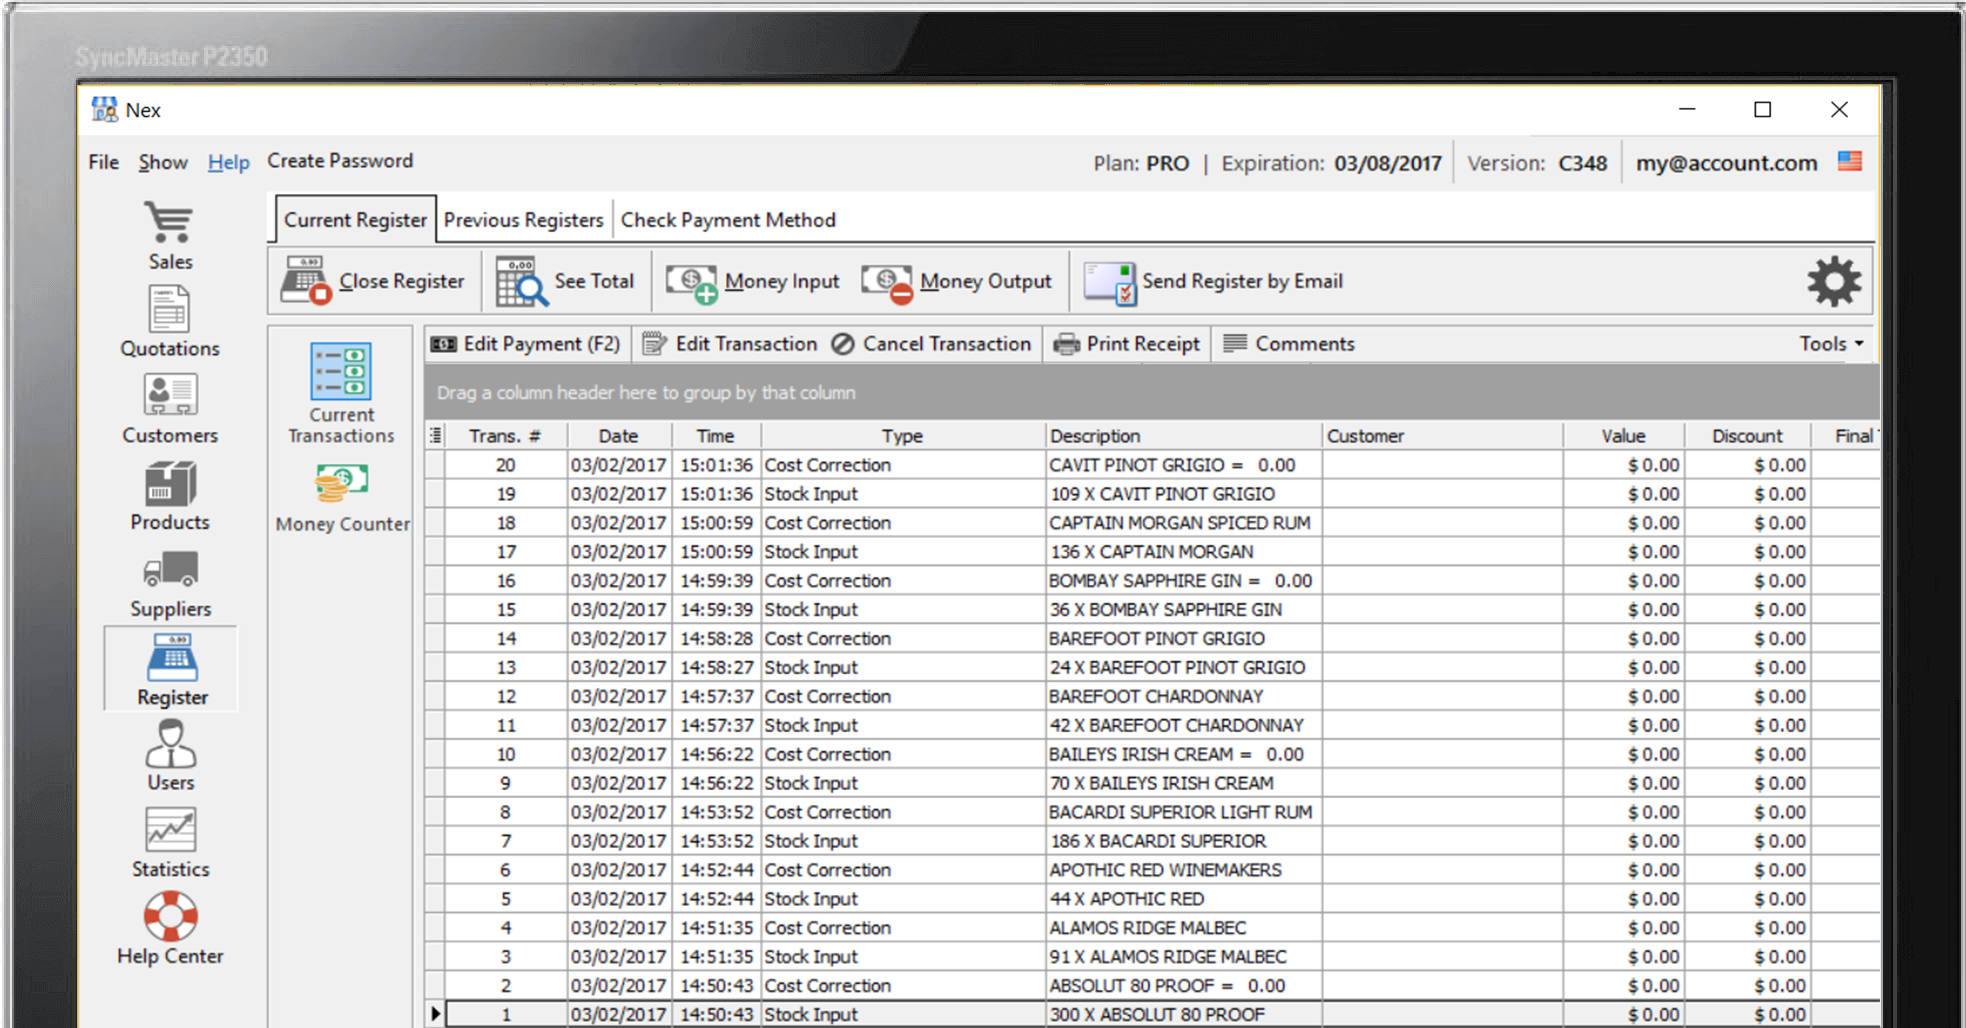 SyncMaster P2350
Nex
File Show Help Create Password Plan: PRO | Expiration: 03/08/2017 Version: C348 my@account.com
Current Register Previous Registers Check Payment Method
Close Register See Total Money Input Money Output Send Register by Email
Sales
Quotations
Customers
Products
Suppliers
Register
Users
Statistics
Help Center
Current
Transactions
Money Counter
Edit Payment (F2) Edit Transaction Cancel Transaction Print Receipt Comments Tools
Drag a column header here to group by that column
Trans. # Date Time Type Description Customer Value Discount Final
20 03/02/2017 15:01:36 Cost Correction CAVIT PINOT GRIGIO = 0.00 $ 0.00 $ 0.00
19 03/02/2017 15:01:36 Stock Input 109 X CAVIT PINOT GRIGIO $ 0.00 $ 0.00
18 03/02/2017 15:00:59 Cost Correction CAPTAIN MORGAN SPICED RUM $ 0.00 $ 0.00
17 03/02/2017 15:00:59 Stock Input 136 X CAPTAIN MORGAN $ 0.00 $ 0.00
16 03/02/2017 14:59:39 Cost Correction BOMBAY SAPPHIRE GIN = 0.00 $ 0.00 $ 0.00
15 03/02/2017 14:59:39 Stock Input 36 X BOMBAY SAPPHIRE GIN $ 0.00 $ 0.00
14 03/02/2017 14:58:28 Cost Correction BAREFOOT PINOT GRIGIO $ 0.00 $ 0.00
13 03/02/2017 14:58:27 Stock Input 24 X BAREFOOT PINOT GRIGIO $ 0.00 $ 0.00
12 03/02/2017 14:57:37 Cost Correction BAREFOOT CHARDONNAY $ 0.00 $ 0.00
11 03/02/2017 14:57:37 Stock Input 42 X BAREFOOT CHARDONNAY $ 0.00 $ 0.00
10 03/02/2017 14:56:22 Cost Correction BAILEYS IRISH CREAM = 0.00 $ 0.00 $ 0.00
9 03/02/2017 14:56:22 Stock Input 70 X BAILEYS IRISH CREAM $ 0.00 $ 0.00
8 03/02/2017 14:53:52 Cost Correction BACARDI SUPERIOR LIGHT RUM $ 0.00 $ 0.00
7 03/02/2017 14:53:52 Stock Input 186 X BACARDI SUPERIOR $ 0.00 $ 0.00
6 03/02/2017 14:52:44 Cost Correction APOTHIC RED WINEMAKERS $ 0.00 $ 0.00
5 03/02/2017 14:52:44 Stock Input 44 X APOTHIC RED $ 0.00 $ 0.00
4 03/02/2017 14:51:35 Cost Correction ALAMOS RIDGE MALBEC $ 0.00 $ 0.00
3 03/02/2017 14:51:35 Stock Input 91 X ALAMOS RIDGE MALBEC $ 0.00 $ 0.00
2 03/02/2017 14:50:43 Cost Correction ABSOLUT 80 PROOF = 0.00 $ 0.00 $ 0.00
1 03/02/2017 14:50:43 Stock Input 300 X ABSOLUT 80 PROOF $ 0.00 $ 0.00